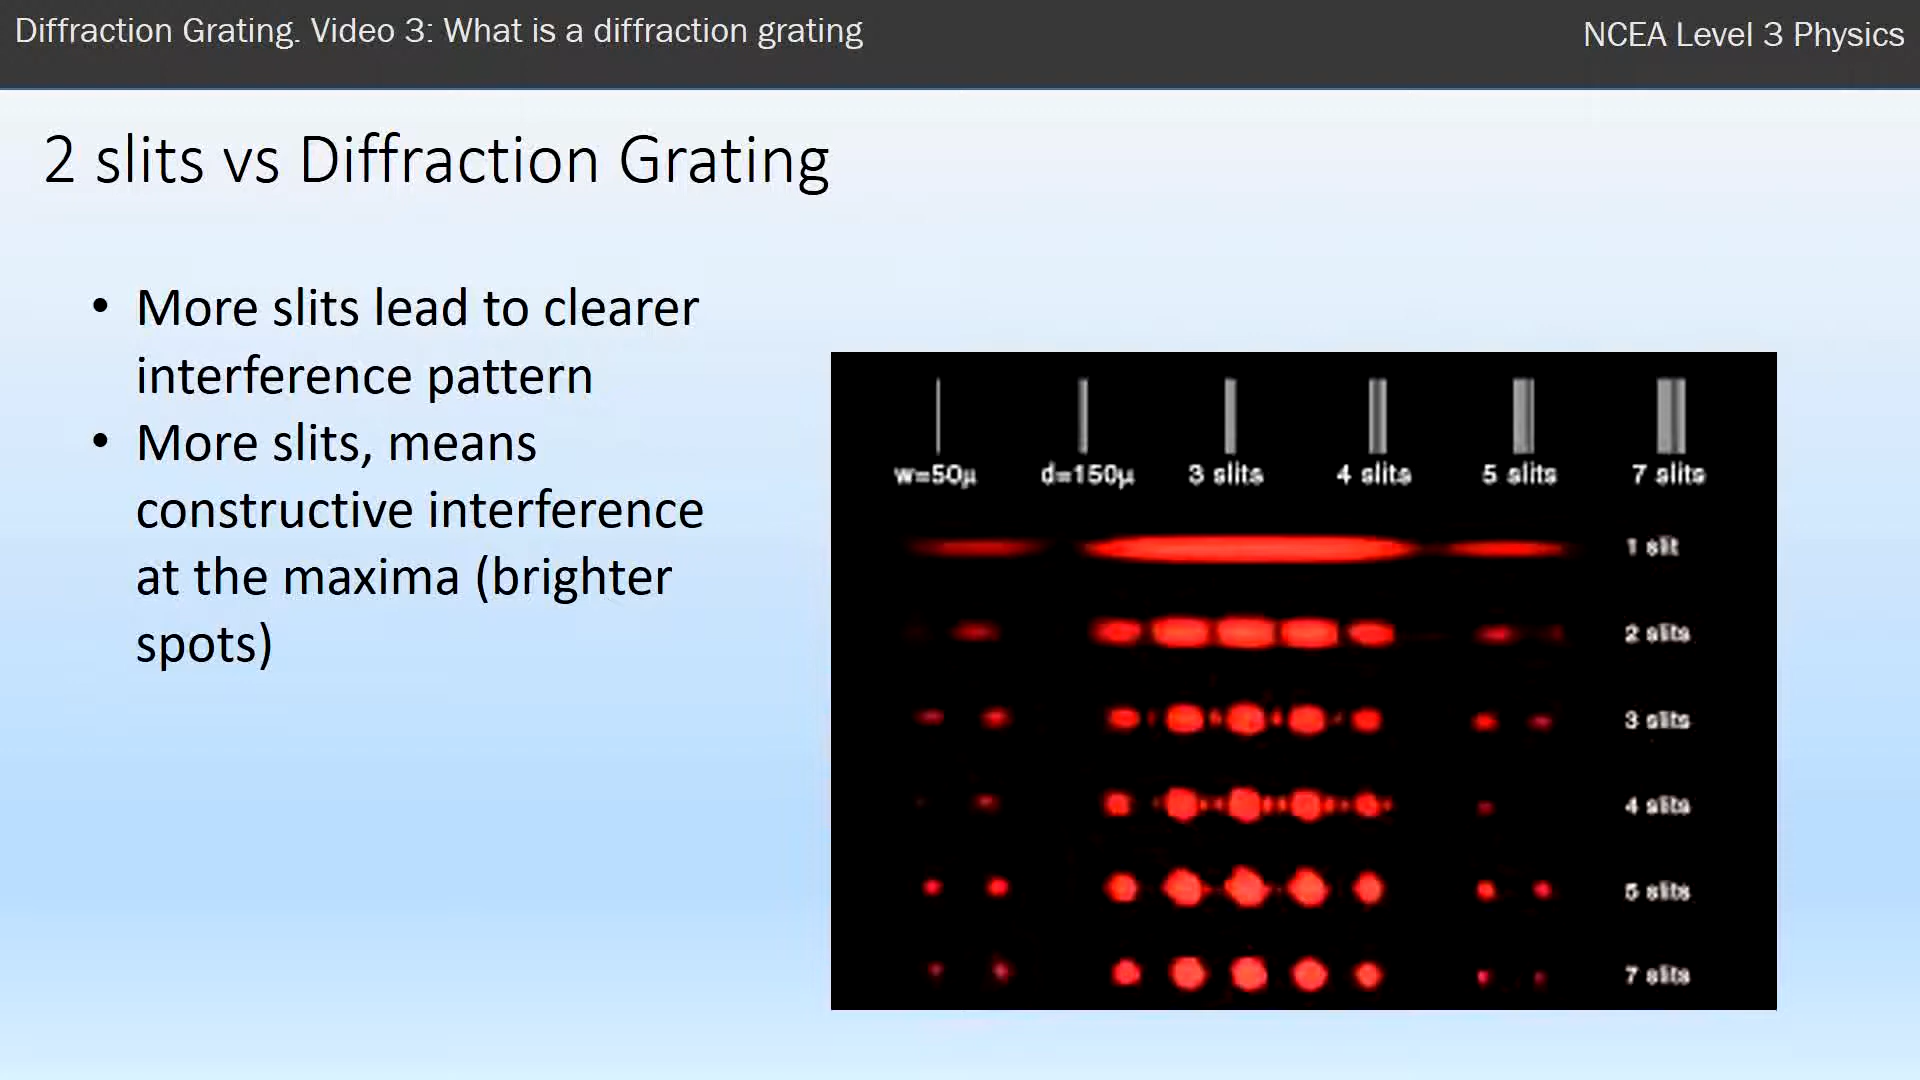 Diffraction Grating. Video 3: What is a diffraction grating
NCEA Level 3 Physics
2 slits vs Diffraction Grating
• More slits lead to clearer
interference pattern
• More slits, means
constructive interference
at the maxima (brighter
spots)
w=50µ d=150µ 3 slits 4 slits 5 slits 7 slits
1 slit
2 slits
3 slits
4 slits
5 slits
7 slits